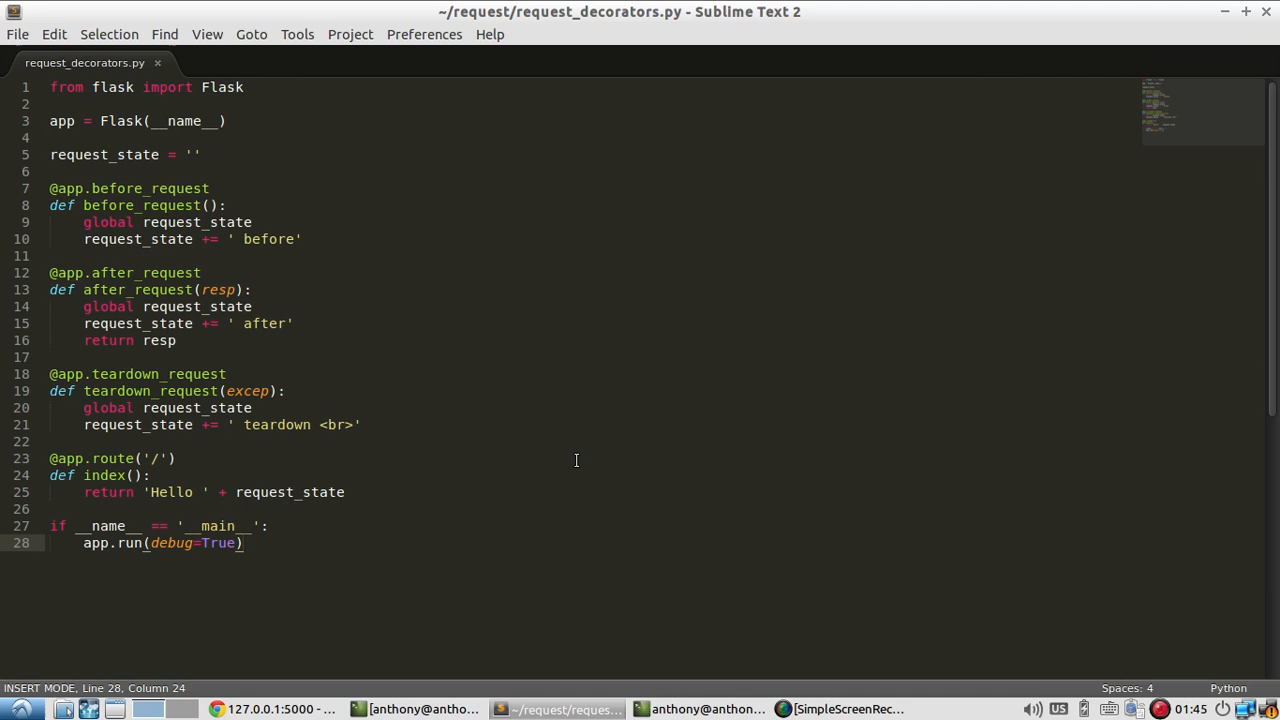 ~/request/request_decorators.py - Sublime Text 2
File Edit Selection Find View Goto Tools Project Preferences Help
request_decorators.py ×
1 from flask import Flask
2
3 app = Flask(__name__)
4
5 request_state = ''
6
7 @app.before_request
8 def before_request():
9 global request_state
10 request_state += ' before'
11
12 @app.after_request
13 def after_request(resp):
14 global request_state
15 request_state += ' after'
16 return resp
17
18 @app.teardown_request
19 def teardown_request(excep):
20 global request_state
21 request_state += ' teardown <br>'
22
23 @app.route('/')
24 def index():
25 return 'Hello ' + request_state
26
27 if __name__ == '__main__':
28 app.run(debug=True)
INSERT MODE, Line 28, Column 24 Spaces: 4 Python
127.0.0.1:5000 - ... [anthony@antho... ~/request/reques... anthony@anthon... [SimpleScreenRec... US 01:45